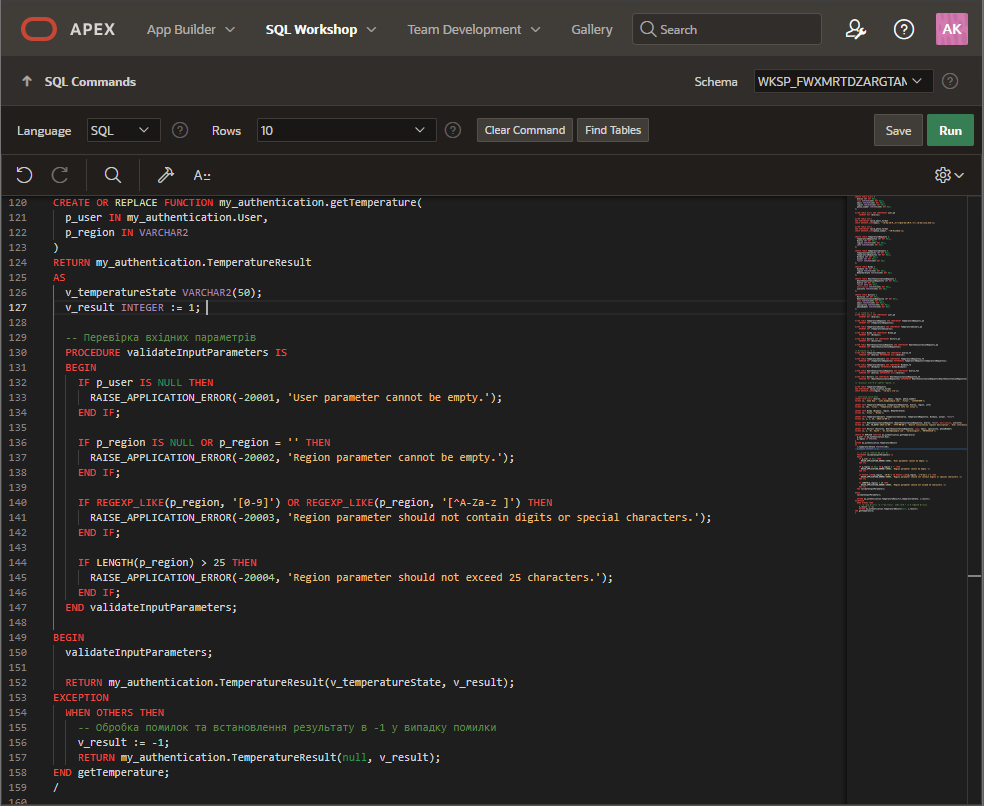 APEX App Builder SQL Workshop Team Development Gallery Search AK
SQL Commands Schema WKSP_FWXMRTDZARGTAN
Language SQL Rows 10 Clear Command Find Tables Save Run
A::
120 CREATE OR REPLACE FUNCTION my_authentication.getTemperature(
121 p_user IN my_authentication.User,
122 p_region IN VARCHAR2
123 )
124 RETURN my_authentication.TemperatureResult
125 AS
126 v_temperatureState VARCHAR2(50);
127 v_result INTEGER := 1;
128
129 -- Перевірка вхідних параметрів
130 PROCEDURE validateInputParameters IS
131 BEGIN
132 IF p_user IS NULL THEN
133 RAISE_APPLICATION_ERROR(-20001, 'User parameter cannot be empty.');
134 END IF;
135
136 IF p_region IS NULL OR p_region = '' THEN
137 RAISE_APPLICATION_ERROR(-20002, 'Region parameter cannot be empty.');
138 END IF;
139
140 IF REGEXP_LIKE(p_region, '[0-9]') OR REGEXP_LIKE(p_region, '[^A-Za-z ]') THEN
141 RAISE_APPLICATION_ERROR(-20003, 'Region parameter should not contain digits or special characters.');
142 END IF;
143
144 IF LENGTH(p_region) > 25 THEN
145 RAISE_APPLICATION_ERROR(-20004, 'Region parameter should not exceed 25 characters.');
146 END IF;
147 END validateInputParameters;
148
149 BEGIN
150 validateInputParameters;
151
152 RETURN my_authentication.TemperatureResult(v_temperatureState, v_result);
153 EXCEPTION
154 WHEN OTHERS THEN
155 -- Обробка помилок та встановлення результату в -1 у випадку помилки
156 v_result := -1;
157 RETURN my_authentication.TemperatureResult(null, v_result);
158 END getTemperature;
159 /
160